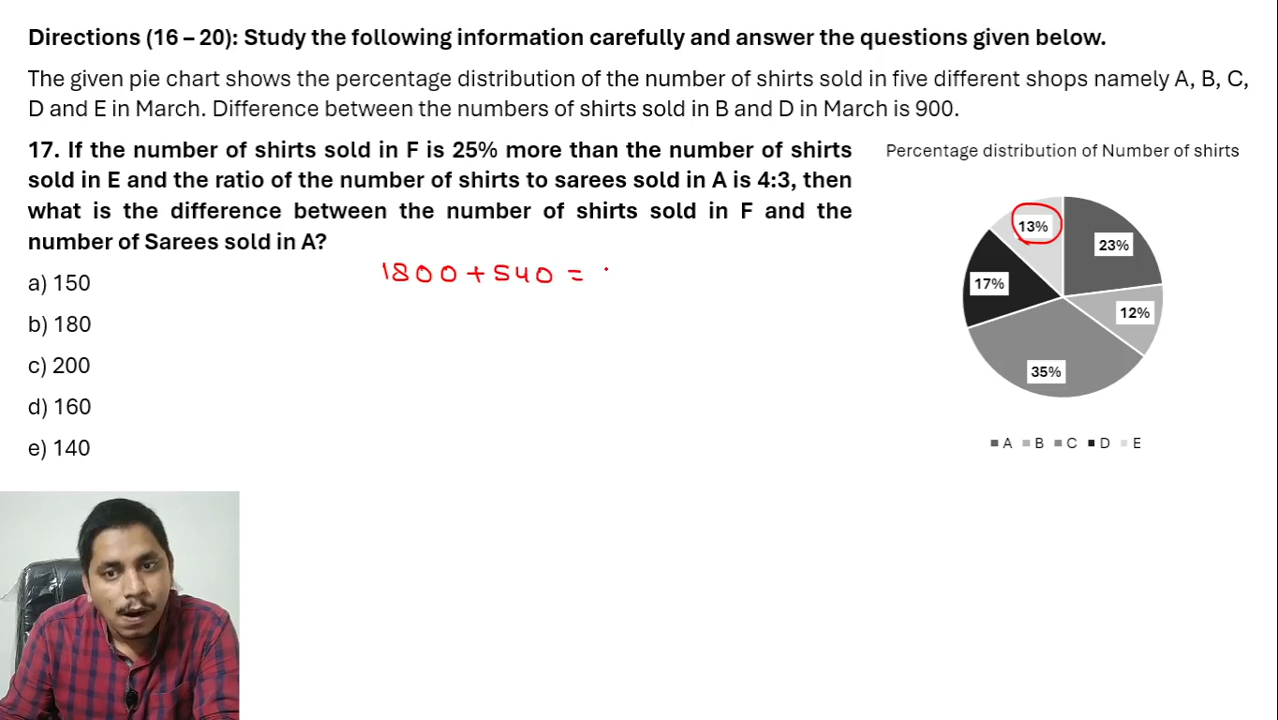 Directions (16 – 20): Study the following information carefully and answer the questions given below.
The given pie chart shows the percentage distribution of the number of shirts sold in five different shops namely A, B, C,
D and E in March. Difference between the numbers of shirts sold in B and D in March is 900.
17. If the number of shirts sold in F is 25% more than the number of shirts
sold in E and the ratio of the number of shirts to sarees sold in A is 4:3, then
what is the difference between the number of shirts sold in F and the
number of Sarees sold in A?
1800 + 540 =
a) 150
b) 180
c) 200
d) 160
e) 140
Percentage distribution of Number of shirts
13%
23%
17%
12%
35%
A B C D E